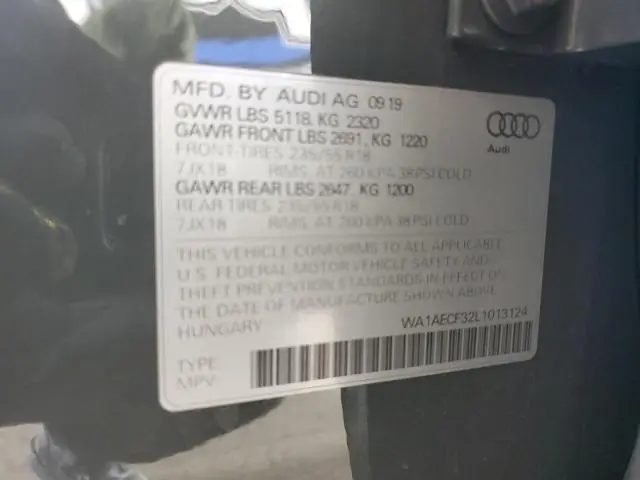 MFD. BY AUDI AG 09 19
GVWR LBS 5118, KG 2320
GAWR FRONT LBS 2691, KG 1220
FRONT TIRES 235/55 R18
7JX18 RIMS, AT 260 KPA 38 PSI COLD
GAWR REAR LBS 2647, KG 1200
REAR TIRES 235/55 R18
7JX18 RIMS, AT 260 KPA 38 PSI COLD
THIS VEHICLE CONFORMS TO ALL APPLICABLE
U.S. FEDERAL MOTOR VEHICLE SAFETY AND
THEFT PREVENTION STANDARDS IN EFFECT ON
THE DATE OF MANUFACTURE SHOWN ABOVE.
HUNGARY WA1AECF32L1013124
TYPE
MPV
Audi